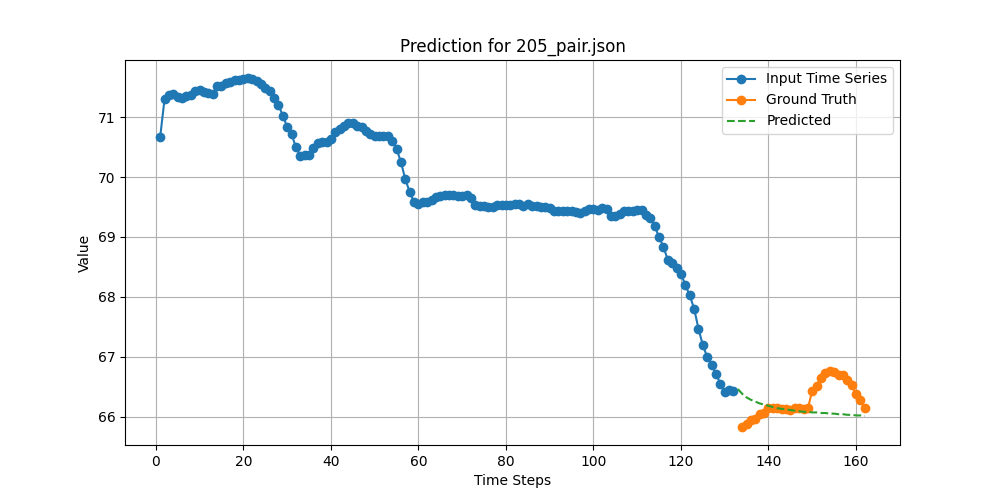 Prediction for 205_pair.json
Input Time Series
Ground Truth
Predicted
Value
71
70
69
68
67
66
0 20 40 60 80 100 120 140 160
Time Steps